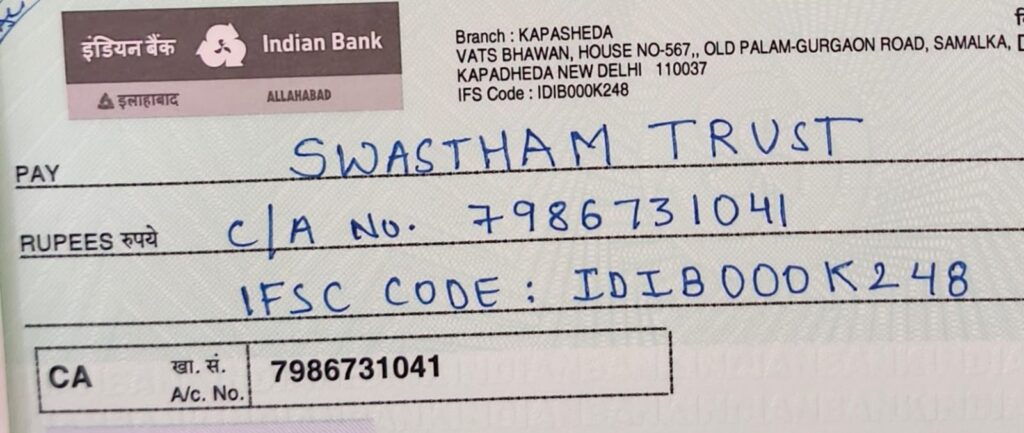 इंडियन बैंक Indian Bank
इलाहाबाद ALLAHABAD
Branch : KAPASHEDA
VATS BHAWAN, HOUSE NO-567,, OLD PALAM-GURGAON ROAD, SAMALKA,
KAPADHEDA NEW DELHI 110037
IFS Code : IDIB000K248
PAY SWASTHAM TRUST
RUPEES रुपये C/A No. 7986731041
IFSC CODE : IDIB000K248
CA खा. सं. A/c. No. 7986731041